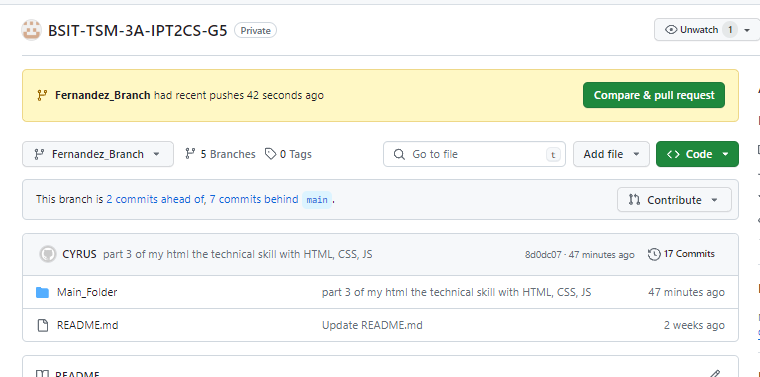 BSIT-TSM-3A-IPT2CS-G5 Private Unwatch 1
Fernandez_Branch had recent pushes 42 seconds ago Compare & pull request
Fernandez_Branch 5 Branches 0 Tags Go to file t Add file <> Code
This branch is 2 commits ahead of, 7 commits behind main . Contribute
CYRUS part 3 of my html the technical skill with HTML, CSS, JS 8d0dc07 · 47 minutes ago 17 Commits
Main_Folder part 3 of my html the technical skill with HTML, CSS, JS 47 minutes ago
README.md Update README.md 2 weeks ago
README